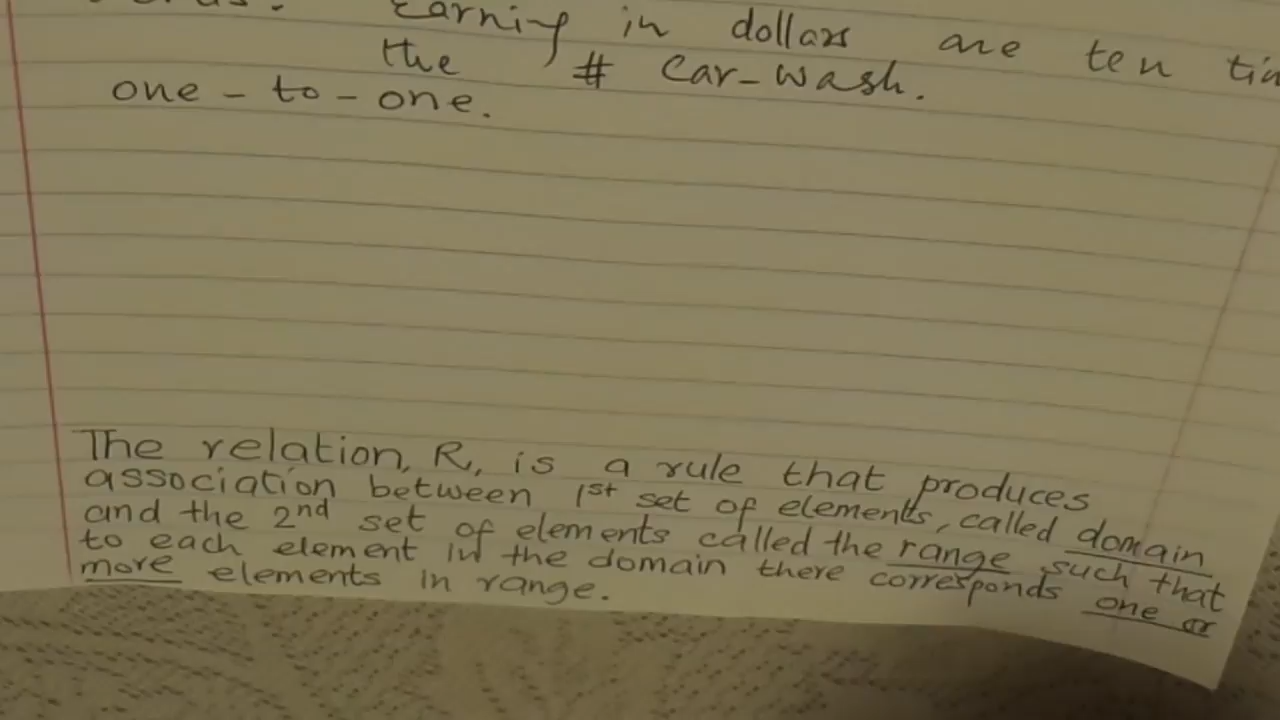 Earning in dollars are ten
the # Car-wash.
one-to-one.
The relation, R, is a rule that produces
association between 1st set of elements, called domain
and the 2nd set of elements called the range such that
to each element in the domain there corresponds one or
more elements in range.